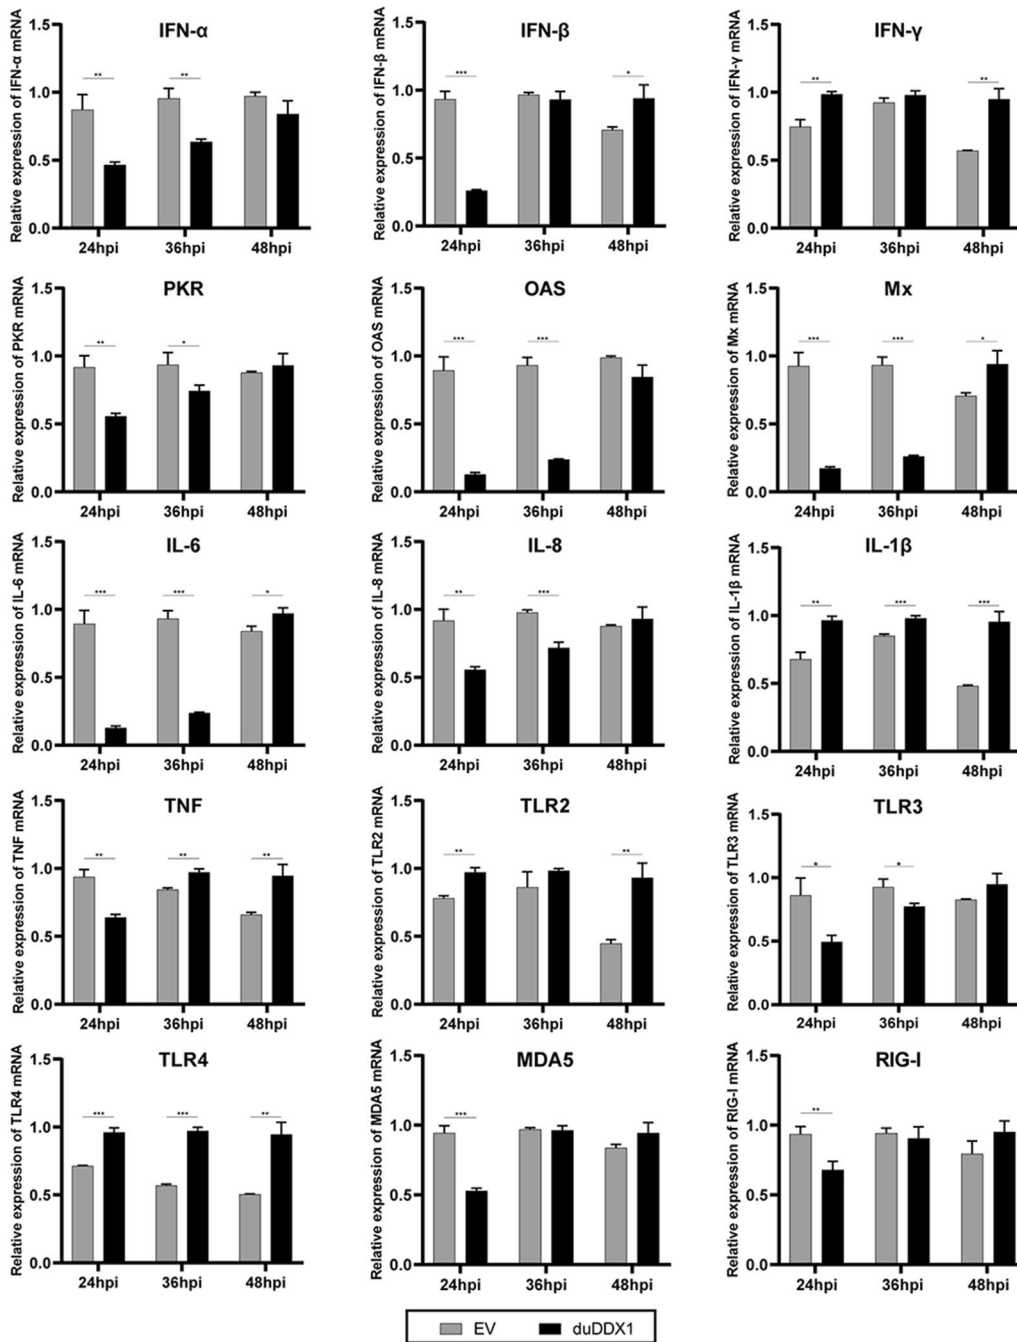 IFN-α
Relative expression of IFN-α mRNA
1.5
1.0
0.5
0.0
** **
24hpi 36hpi 48hpi
IFN-β
Relative expression of IFN-β mRNA
1.5
1.0
0.5
0.0
*** *
24hpi 36hpi 48hpi
IFN-γ
Relative expression of IFN-γ mRNA
1.5
1.0
0.5
0.0
** **
24hpi 36hpi 48hpi
PKR
Relative expression of PKR mRNA
1.5
1.0
0.5
0.0
** *
24hpi 36hpi 48hpi
OAS
Relative expression of OAS mRNA
1.5
1.0
0.5
0.0
*** ***
24hpi 36hpi 48hpi
Mx
Relative expression of Mx mRNA
1.5
1.0
0.5
0.0
*** *** *
24hpi 36hpi 48hpi
IL-6
Relative expression of IL-6 mRNA
1.5
1.0
0.5
0.0
*** *** *
24hpi 36hpi 48hpi
IL-8
Relative expression of IL-8 mRNA
1.5
1.0
0.5
0.0
** ***
24hpi 36hpi 48hpi
IL-1β
Relative expression of IL-1β mRNA
1.5
1.0
0.5
0.0
** *** ***
24hpi 36hpi 48hpi
TNF
Relative expression of TNF mRNA
1.5
1.0
0.5
0.0
** ** **
24hpi 36hpi 48hpi
TLR2
Relative expression of TLR2 mRNA
1.5
1.0
0.5
0.0
** **
24hpi 36hpi 48hpi
TLR3
Relative expression of TLR3 mRNA
1.5
1.0
0.5
0.0
* *
24hpi 36hpi 48hpi
TLR4
Relative expression of TLR4 mRNA
1.5
1.0
0.5
0.0
*** *** **
24hpi 36hpi 48hpi
MDA5
Relative expression of MDA5 mRNA
1.5
1.0
0.5
0.0
***
24hpi 36hpi 48hpi
RIG-I
Relative expression of RIG-I mRNA
1.5
1.0
0.5
0.0
**
24hpi 36hpi 48hpi
EV duDDX1